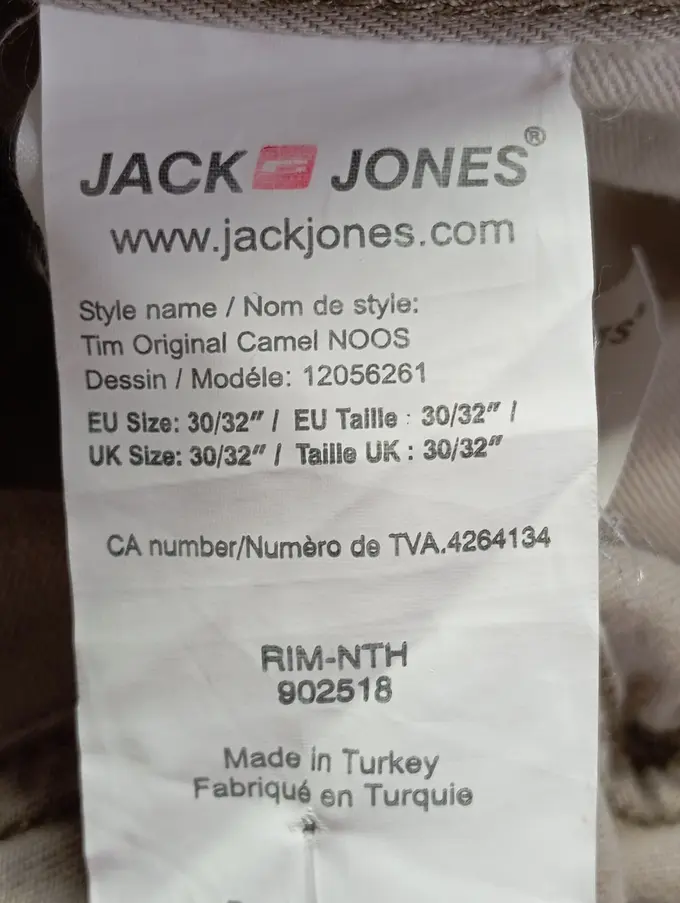 JACK JONES®
www.jackjones.com
Style name / Nom de style:
Tim Original Camel NOOS
Dessin / Modéle: 12056261
EU Size: 30/32" / EU Taille : 30/32" /
UK Size: 30/32" / Taille UK : 30/32"
CA number/Numèro de TVA.4264134
RIM-NTH
902518
Made in Turkey
Fabriqué en Turquie